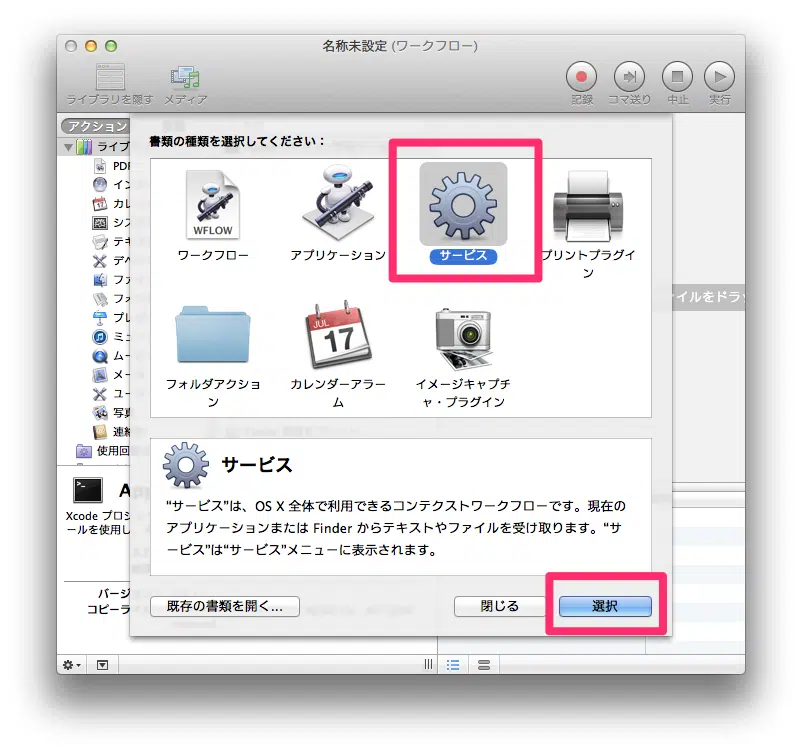 名称未設定 (ワークフロー)
ライブラリを隠す
メディア
記録
コマ送り
中止
実行
アクション
書類の種類を選択してください：
ライブ
PDF
イン
カレ
シス
テキ
デベ
ファ
フォ
プレ
ミュ
ムー
メー
ユー
写真
連絡
使用回
WFLOW
ワークフロー
アプリケーション
サービス
プリントプラグイ
ン
イルをドラッ
JUL
17
フォルダアクショ
ン
カレンダーアラー
ム
イメージキャプチ
ャ・プラグイン
サービス
“サービス”は、OS X 全体で利用できるコンテクストワークフローです。現在の
アプリケーションまたは Finder からテキストやファイルを受け取ります。“サ
ービス”は“サービス”メニューに表示されます。
Xcode プロジ
ールを使用し
バージ
コピーラ
既存の書類を開く...
閉じる
選択